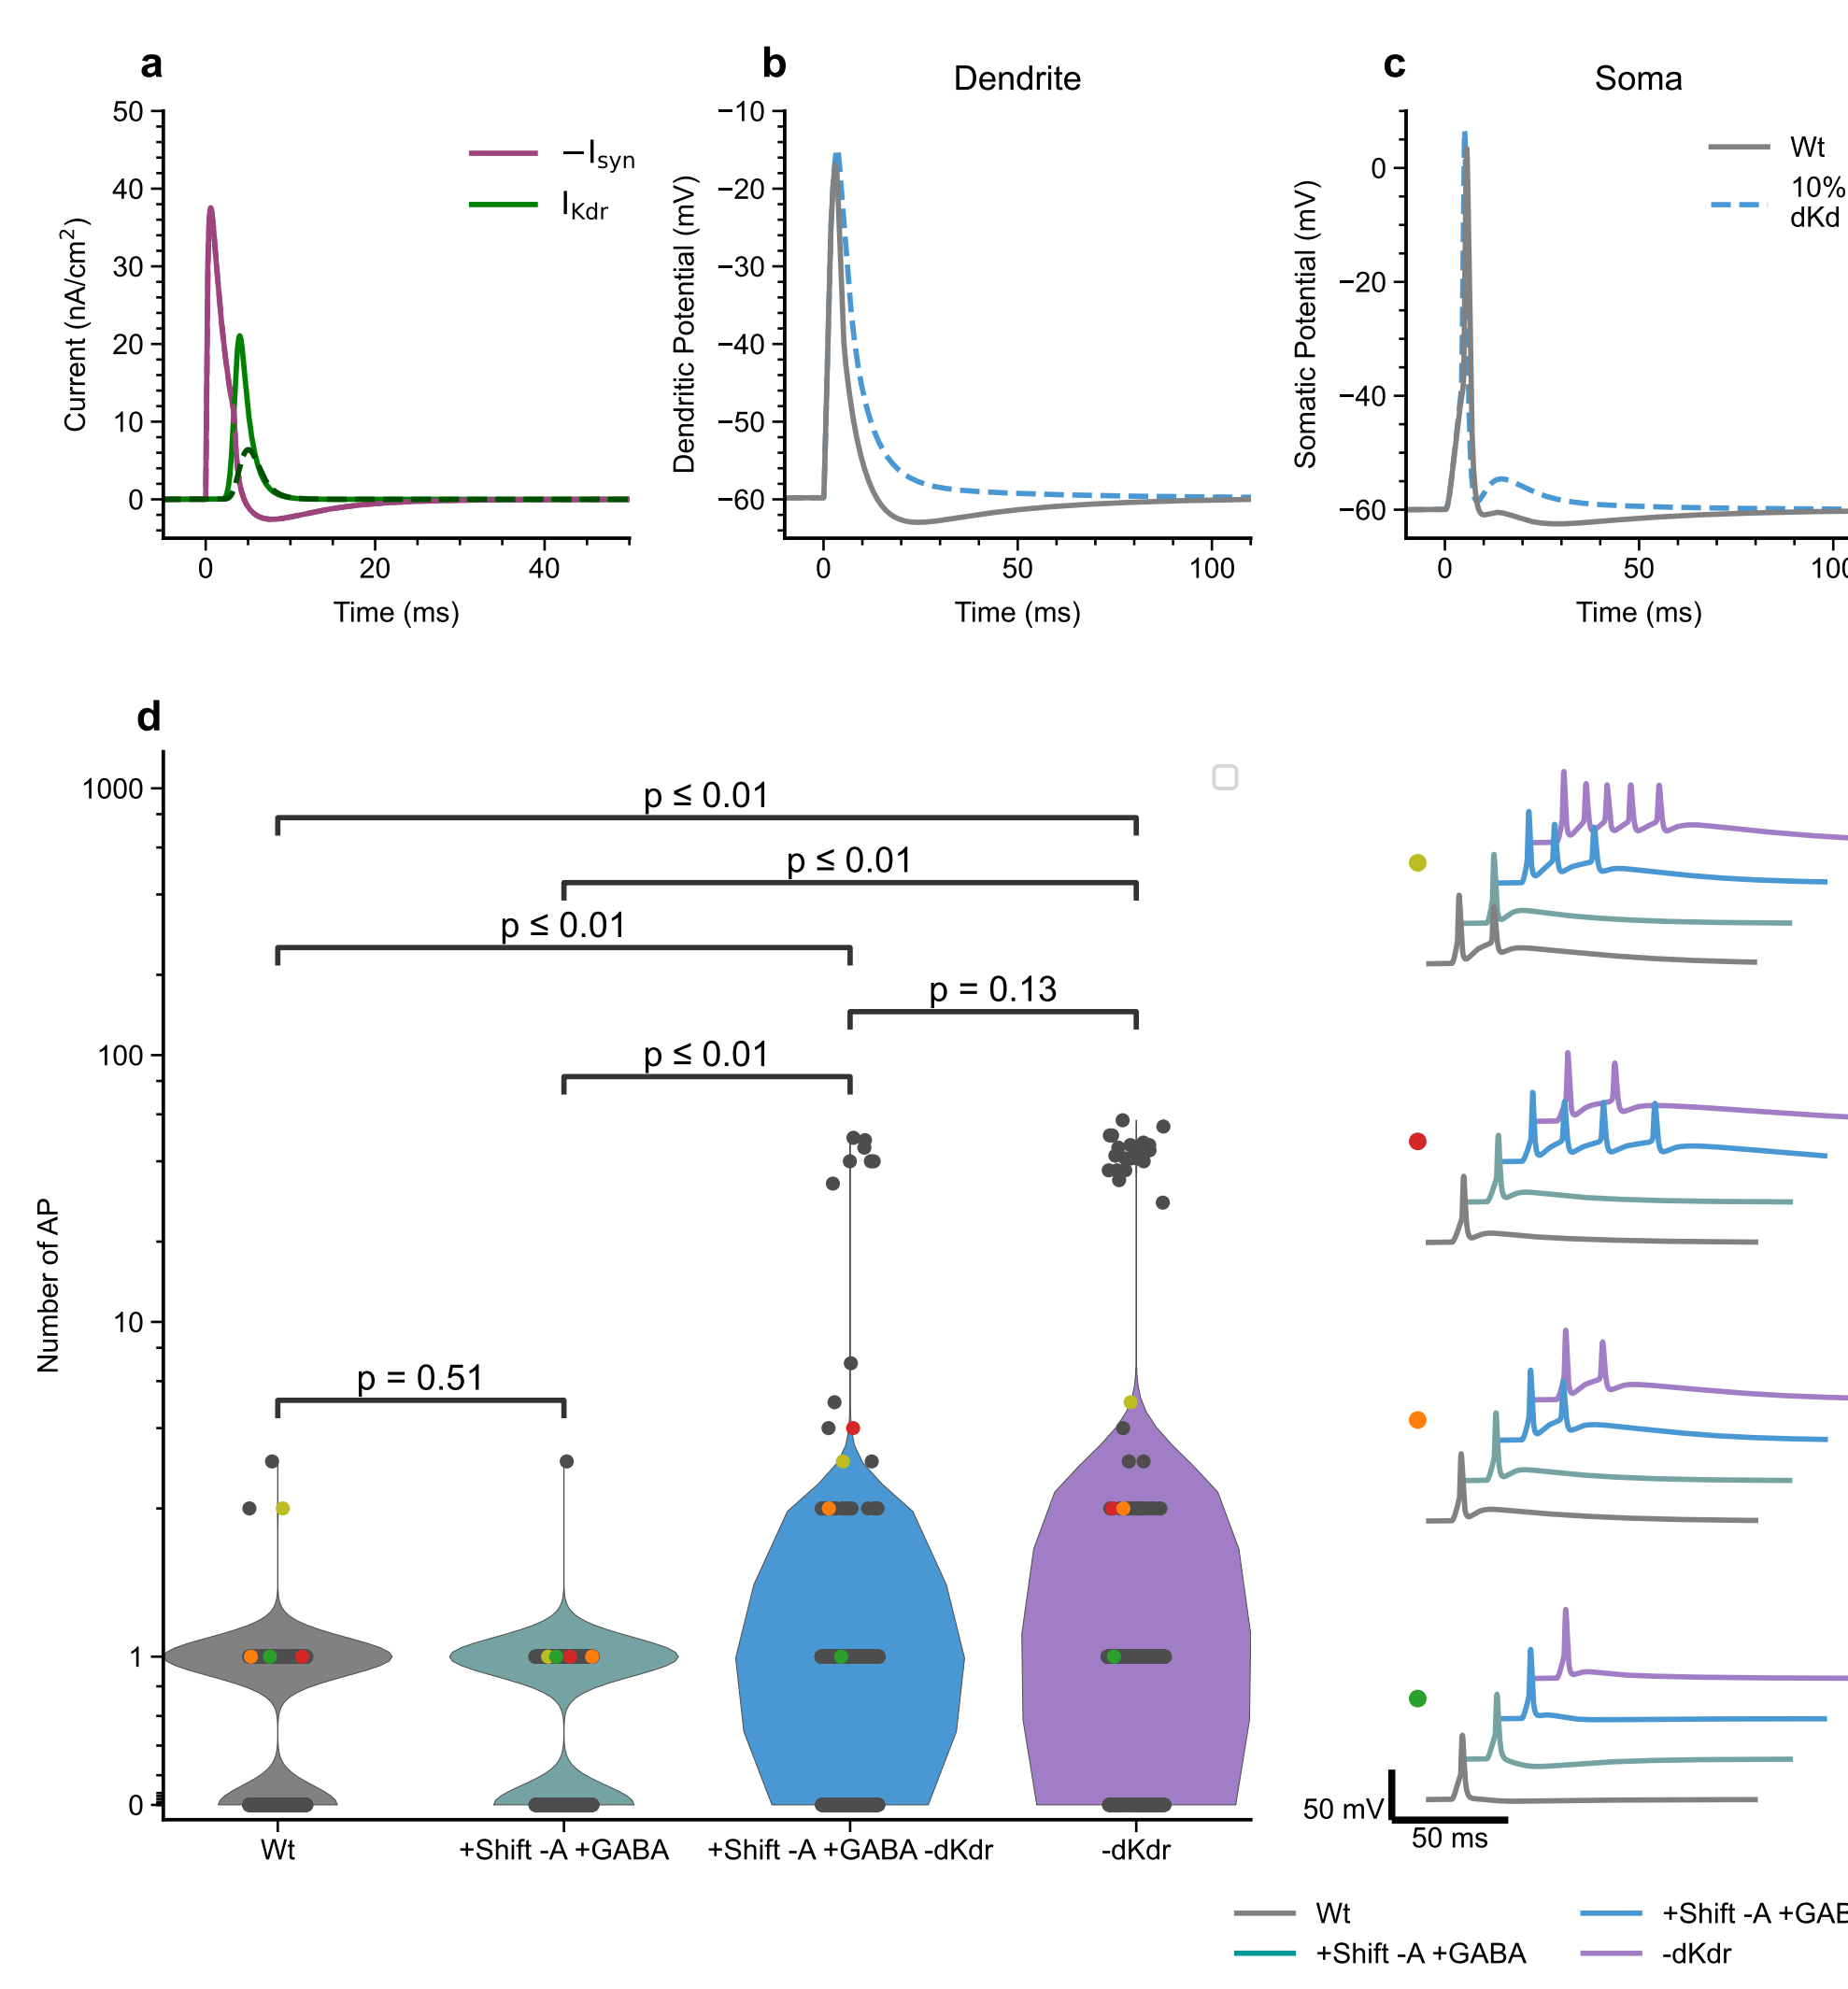 a
50
40
30
20
10
0
Current (nA/cm²)
−Isyn
IKdr
0 20 40
Time (ms)
b
Dendrite
−10
−20
−30
−40
−50
−60
Dendritic Potential (mV)
0 50 100
Time (ms)
c
Soma
0
−20
−40
−60
Somatic Potential (mV)
Wt
10%
dKd
0 50 100
Time (ms)
d
1000
100
10
1
0
Number of AP
p ≤ 0.01
p ≤ 0.01
p ≤ 0.01
p = 0.13
p ≤ 0.01
p = 0.51
Wt +Shift -A +GABA +Shift -A +GABA -dKdr -dKdr
50 mV
50 ms
Wt
+Shift -A +GABA
+Shift -A +GAB
-dKdr